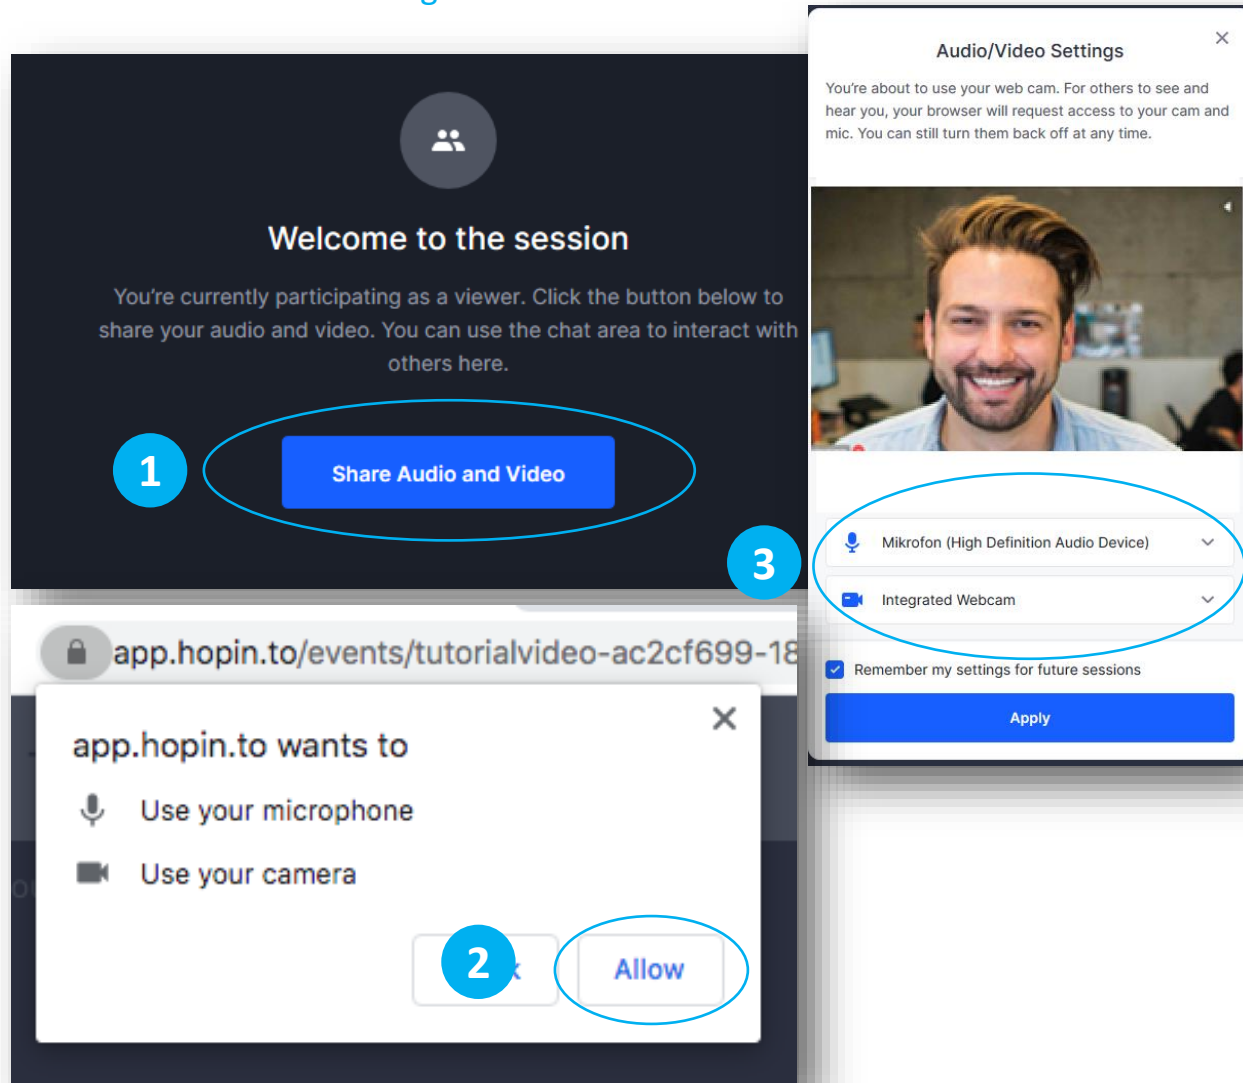 Welcome to the session
You're currently participating as a viewer. Click the button below to
share your audio and video. You can use the chat area to interact with
others here.
1
Share Audio and Video
app.hopin.to/events/tutorialvideo-ac2cf699-18
app.hopin.to wants to
Use your microphone
Use your camera
2
Allow
Audio/Video Settings
You're about to use your web cam. For others to see and
hear you, your browser will request access to your cam and
mic. You can still turn them back off at any time.
3
Mikrofon (High Definition Audio Device)
Integrated Webcam
Remember my settings for future sessions
Apply